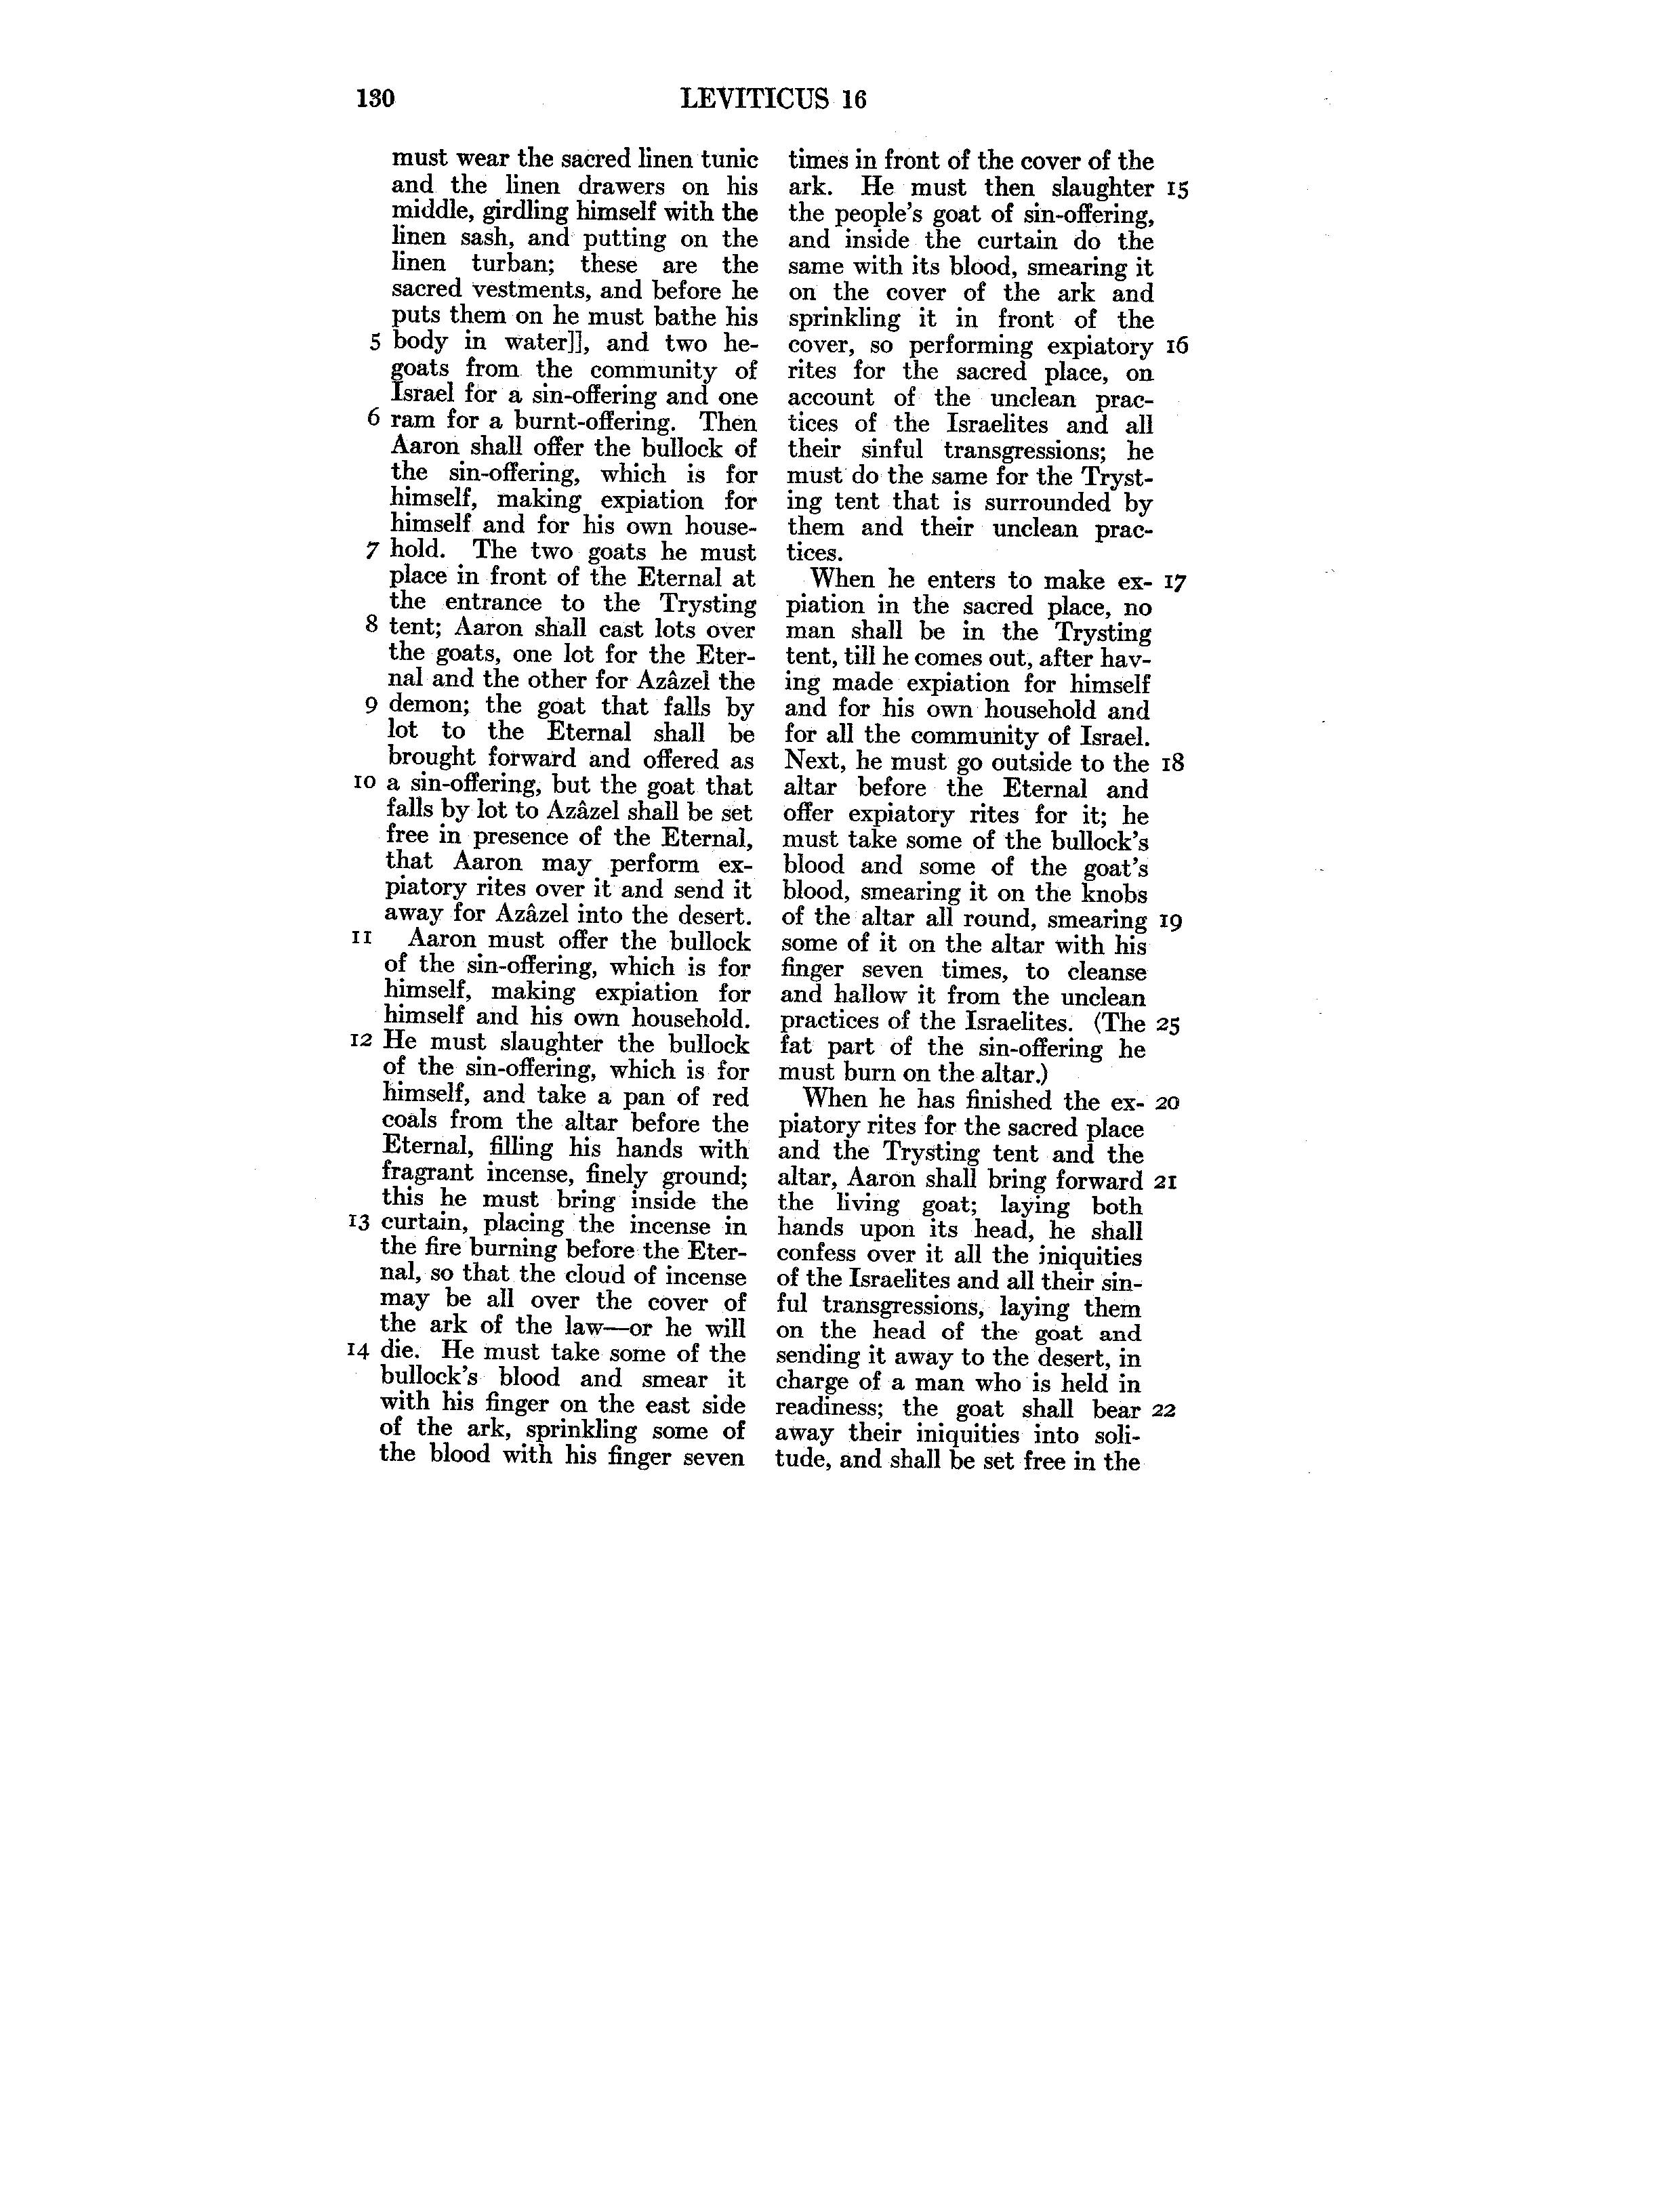 130 LEVITICUS 16
must wear the sacred linen tunic
and the linen drawers on his
middle, girdling himself with the
linen sash, and putting on the
linen turban; these are the
sacred vestments, and before he
puts them on he must bathe his
5 body in water]], and two he-
goats from the community of
Israel for a sin-offering and one
6 ram for a burnt-offering. Then
Aaron shall offer the bullock of
the sin-offering, which is for
himself, making expiation for
himself and for his own house-
7 hold. The two goats he must
place in front of the Eternal at
the entrance to the Trysting
8 tent; Aaron shall cast lots over
the goats, one lot for the Eter-
nal and the other for Azâzel the
9 demon; the goat that falls by
lot to the Eternal shall be
brought forward and offered as
10 a sin-offering, but the goat that
falls by lot to Azâzel shall be set
free in presence of the Eternal,
that Aaron may perform ex-
piatory rites over it and send it
away for Azâzel into the desert.
11 Aaron must offer the bullock
of the sin-offering, which is for
himself, making expiation for
himself and his own household.
12 He must slaughter the bullock
of the sin-offering, which is for
himself, and take a pan of red
coals from the altar before the
Eternal, filling his hands with
fragrant incense, finely ground;
this he must bring inside the
13 curtain, placing the incense in
the fire burning before the Eter-
nal, so that the cloud of incense
may be all over the cover of
the ark of the law—or he will
14 die. He must take some of the
bullock's blood and smear it
with his finger on the east side
of the ark, sprinkling some of
the blood with his finger seven
times in front of the cover of the
ark. He must then slaughter 15
the people's goat of sin-offering,
and inside the curtain do the
same with its blood, smearing it
on the cover of the ark and
sprinkling it in front of the
cover, so performing expiatory 16
rites for the sacred place, on
account of the unclean prac-
tices of the Israelites and all
their sinful transgressions; he
must do the same for the Tryst-
ing tent that is surrounded by
them and their unclean prac-
tices.
When he enters to make ex- 17
piation in the sacred place, no
man shall be in the Trysting
tent, till he comes out, after hav-
ing made expiation for himself
and for his own household and
for all the community of Israel.
Next, he must go outside to the 18
altar before the Eternal and
offer expiatory rites for it; he
must take some of the bullock's
blood and some of the goat's
blood, smearing it on the knobs
of the altar all round, smearing 19
some of it on the altar with his
finger seven times, to cleanse
and hallow it from the unclean
practices of the Israelites. (The 25
fat part of the sin-offering he
must burn on the altar.)
When he has finished the ex- 20
piatory rites for the sacred place
and the Trysting tent and the
altar, Aaron shall bring forward 21
the living goat; laying both
hands upon its head, he shall
confess over it all the iniquities
of the Israelites and all their sin-
ful transgressions, laying them
on the head of the goat and
sending it away to the desert, in
charge of a man who is held in
readiness; the goat shall bear 22
away their iniquities into soli-
tude, and shall be set free in the